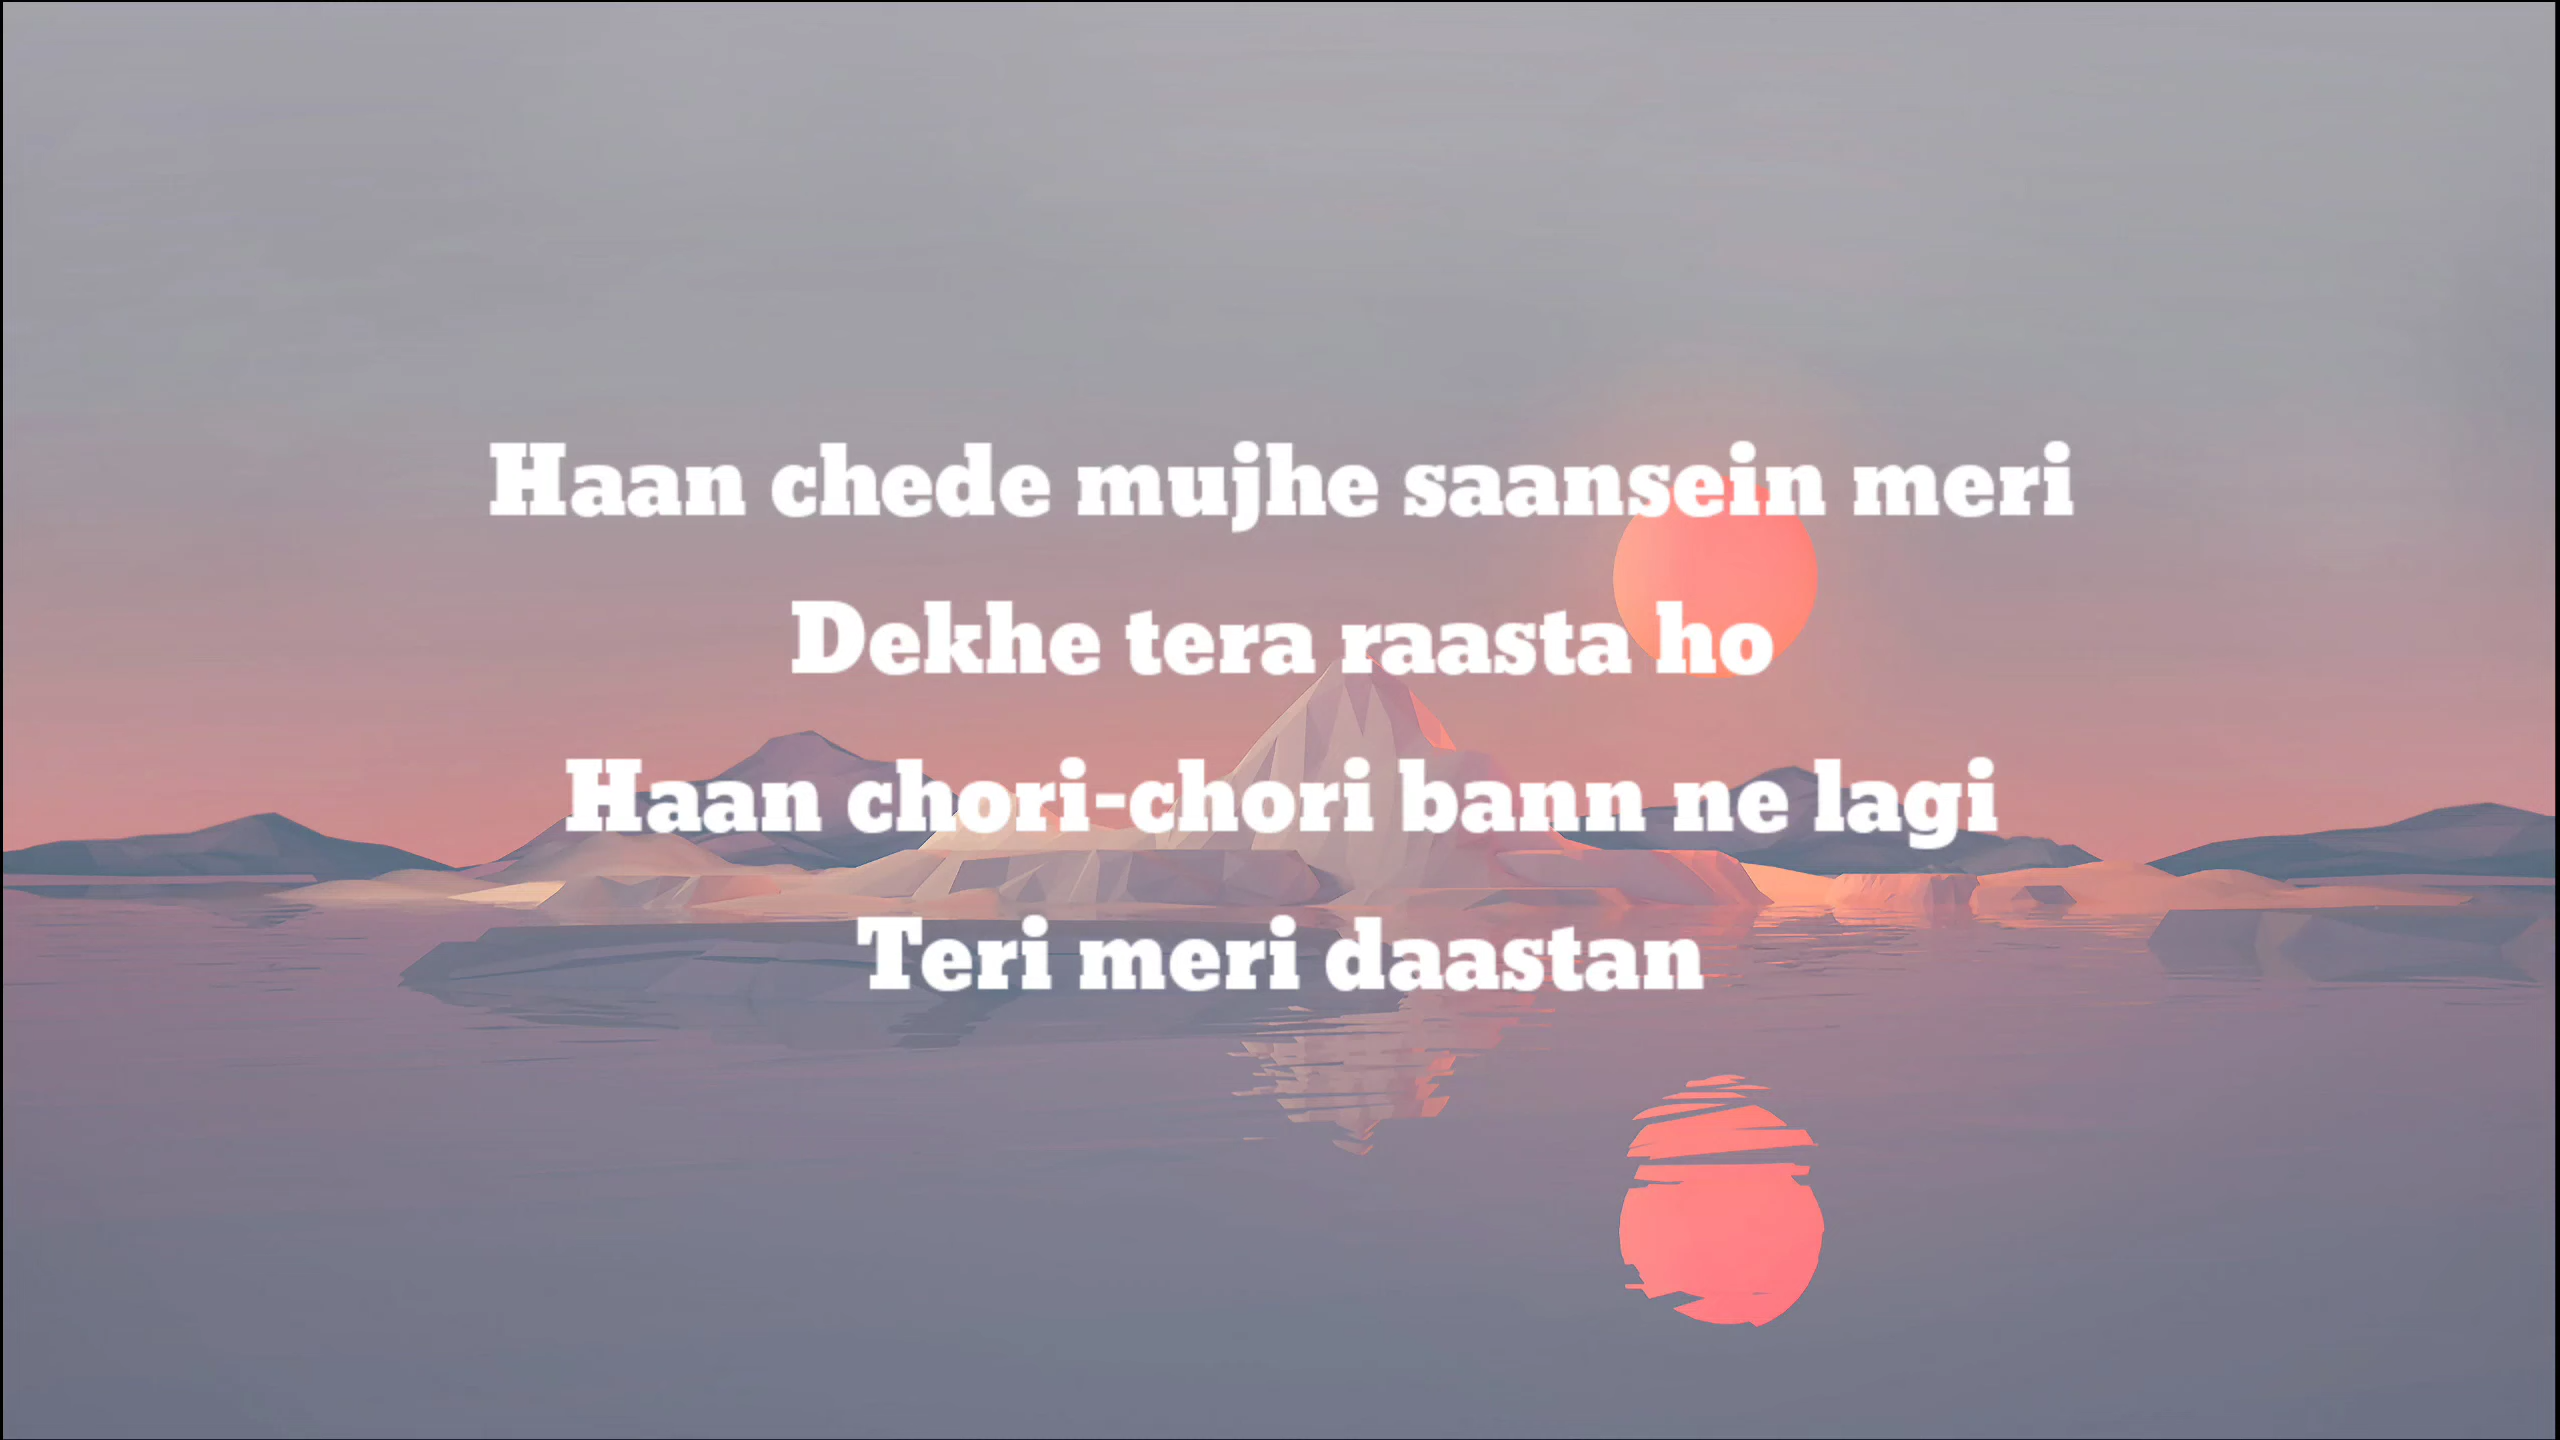 Haan chede mujhe saansein meri
Dekhe tera raasta ho
Haan chori-chori bann ne lagi
Teri meri daastan